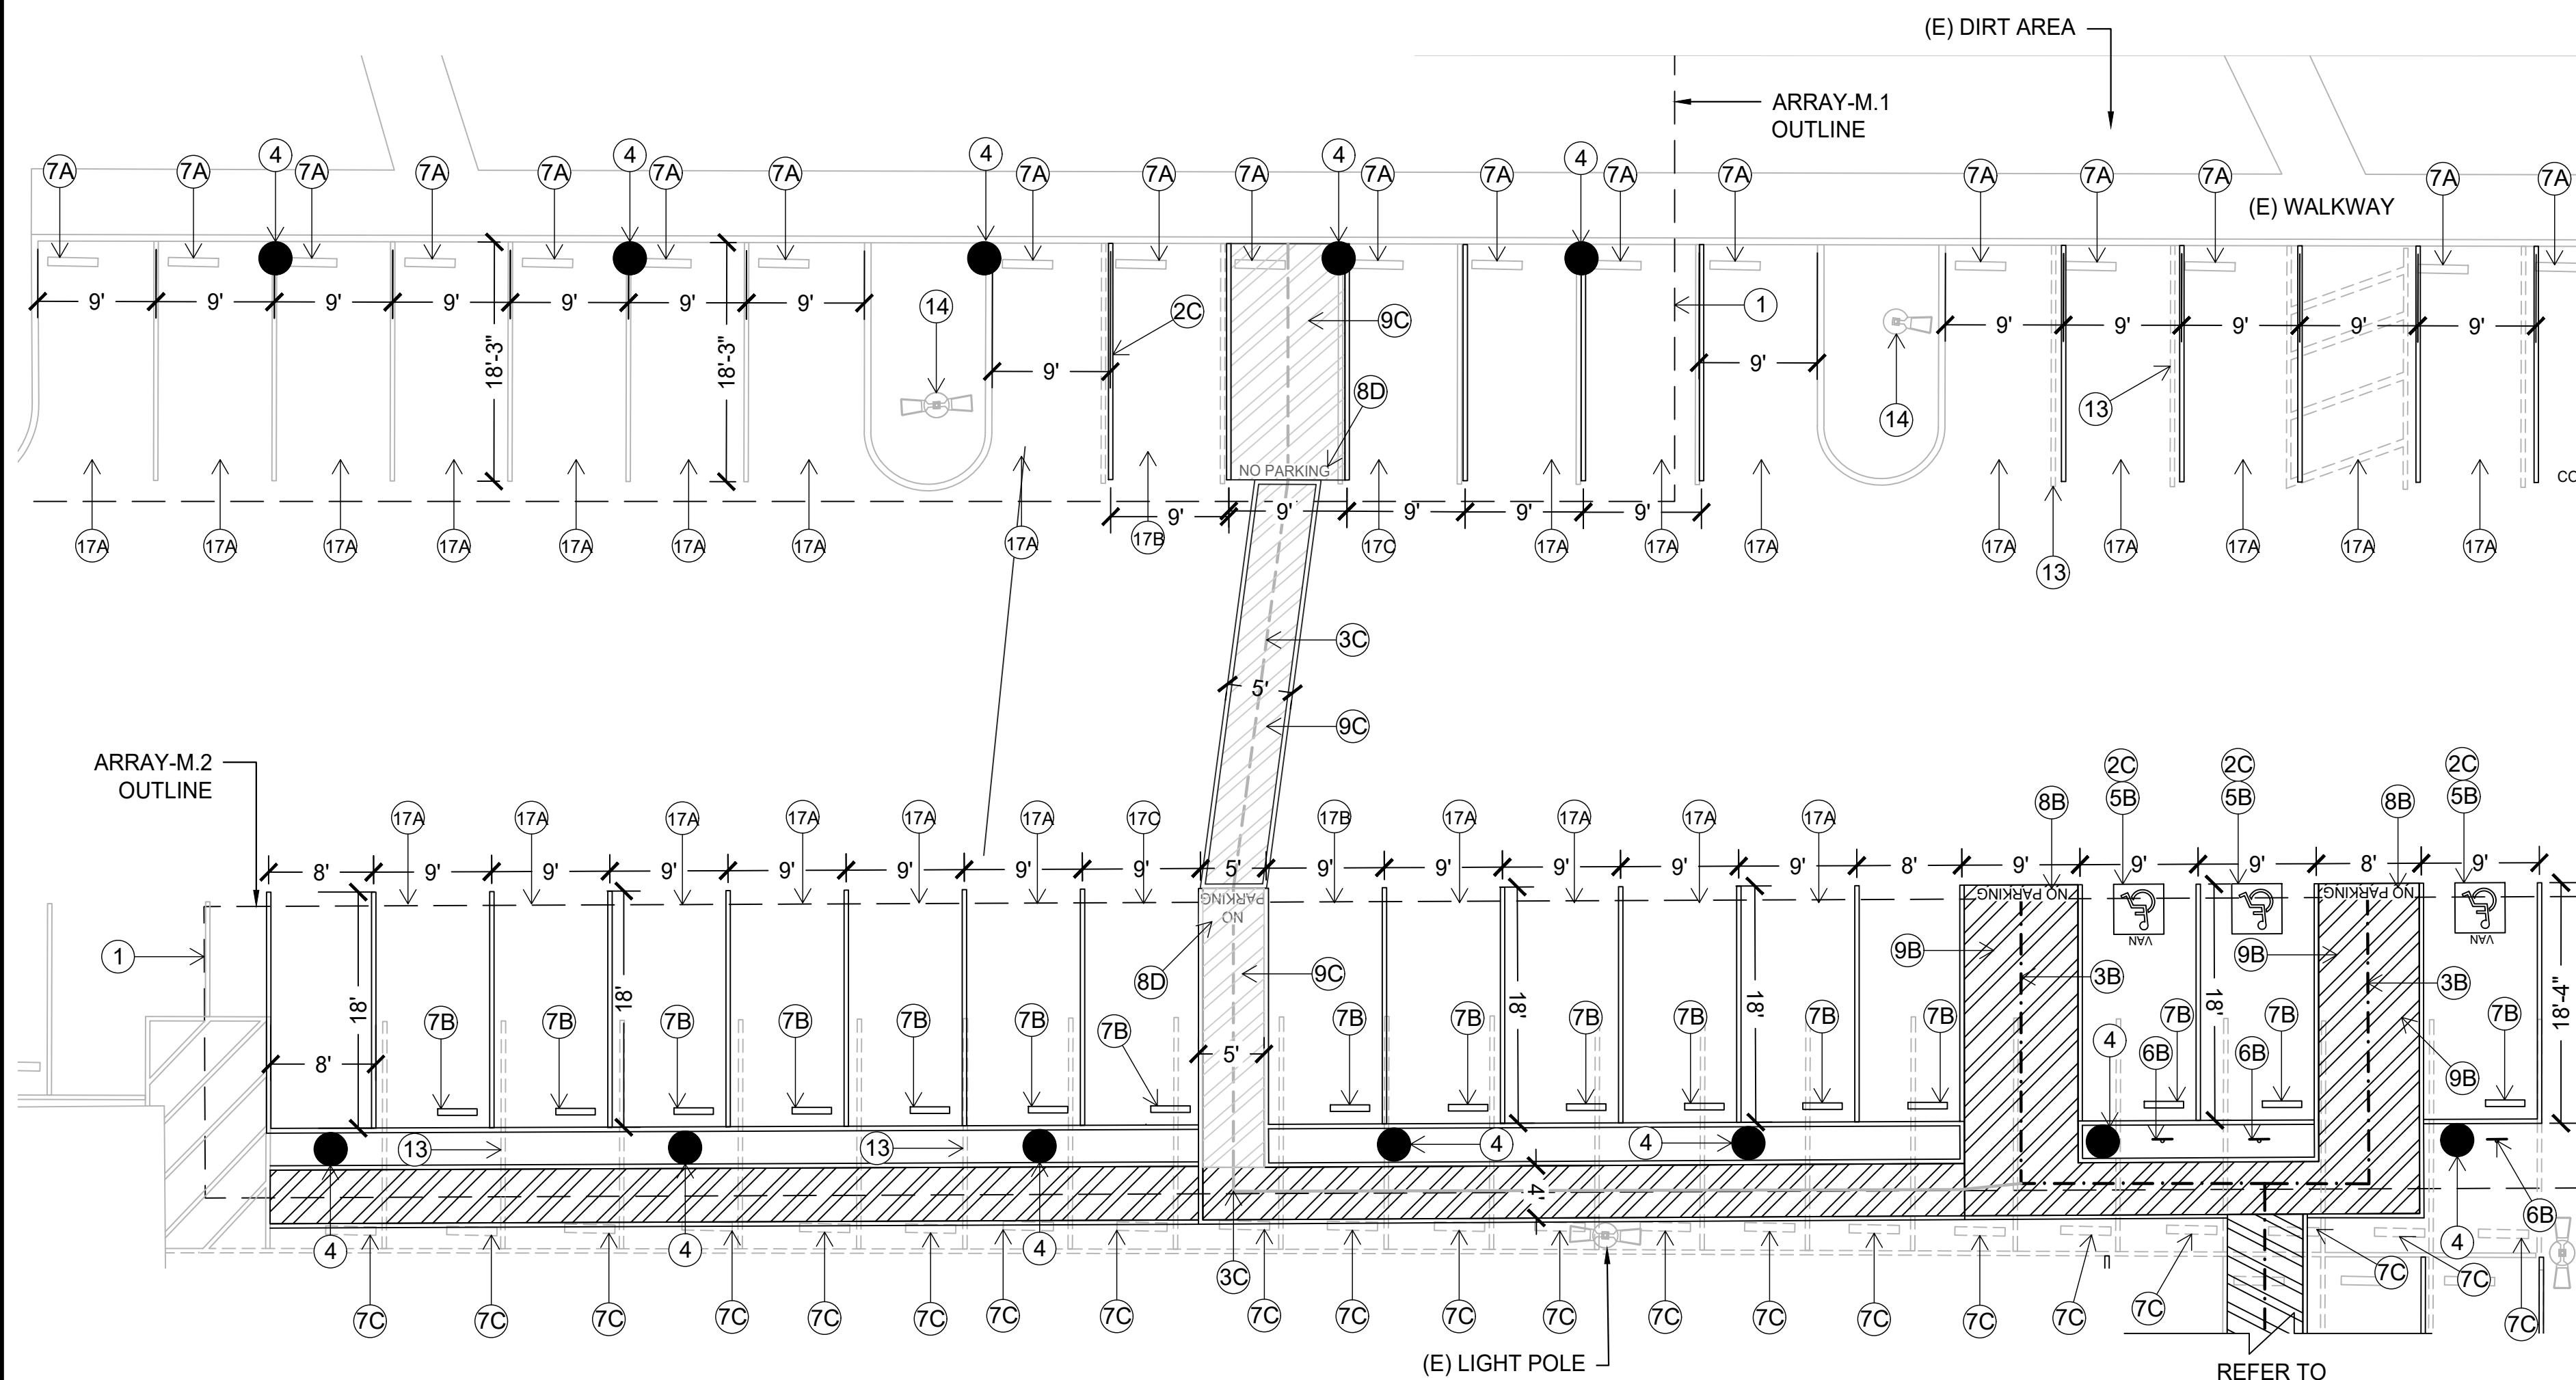 (E) DIRT AREA
ARRAY-M.1
OUTLINE
7A 7A 4 7A 7A 7A 4 7A 7A 4 7A 7A 7A 4 7A 7A 4 7A 7A 7A 7A 7A 7A 7A
(E) WALKWAY
9' 9' 9' 9' 9' 9' 9' 14 2C 9C 1 9' 9' 9' 9' 9'
18'-3" 18'-3" 9' 8D 9' 14 13
NO PARKING
CO
9' 9' 9' 9' 9'
17A 17A 17A 17A 17A 17A 17A 17A 17B 17C 17A 17A 17A 17A 17A 17A 17A 17A
13
3C
5'
9C
ARRAY-M.2
OUTLINE
2C 2C 2C
5B 5B 5B
8B 8B
17A 17A 17A 17A 17A 17A 17C 17B 17A 17A 17A 17A
8' 9' 9' 9' 9' 9' 9' 9' 5' 9' 9' 9' 9' 9' 8' 9' 9' 9' 8' 9'
NO
PARKING
NO PARKING
NO PARKING
VAN VAN
1 8D 9C 9B 3B 9B 3B
18' 18' 18' 18' 18' 18'-4"
7B 7B 7B 7B 7B 7B 7B 7B 7B 7B 7B 7B 7B 7B 7B 7B
8' 5' 4 6B 6B 9B
13 13 4 4
4'
6B
4 4 4 4
7C 7C 7C 7C 7C 7C 7C 7C 3C 7C 7C 7C 7C 7C 7C 7C 7C 7C 7C 7C 7C 7C
(E) LIGHT POLE
REFER TO